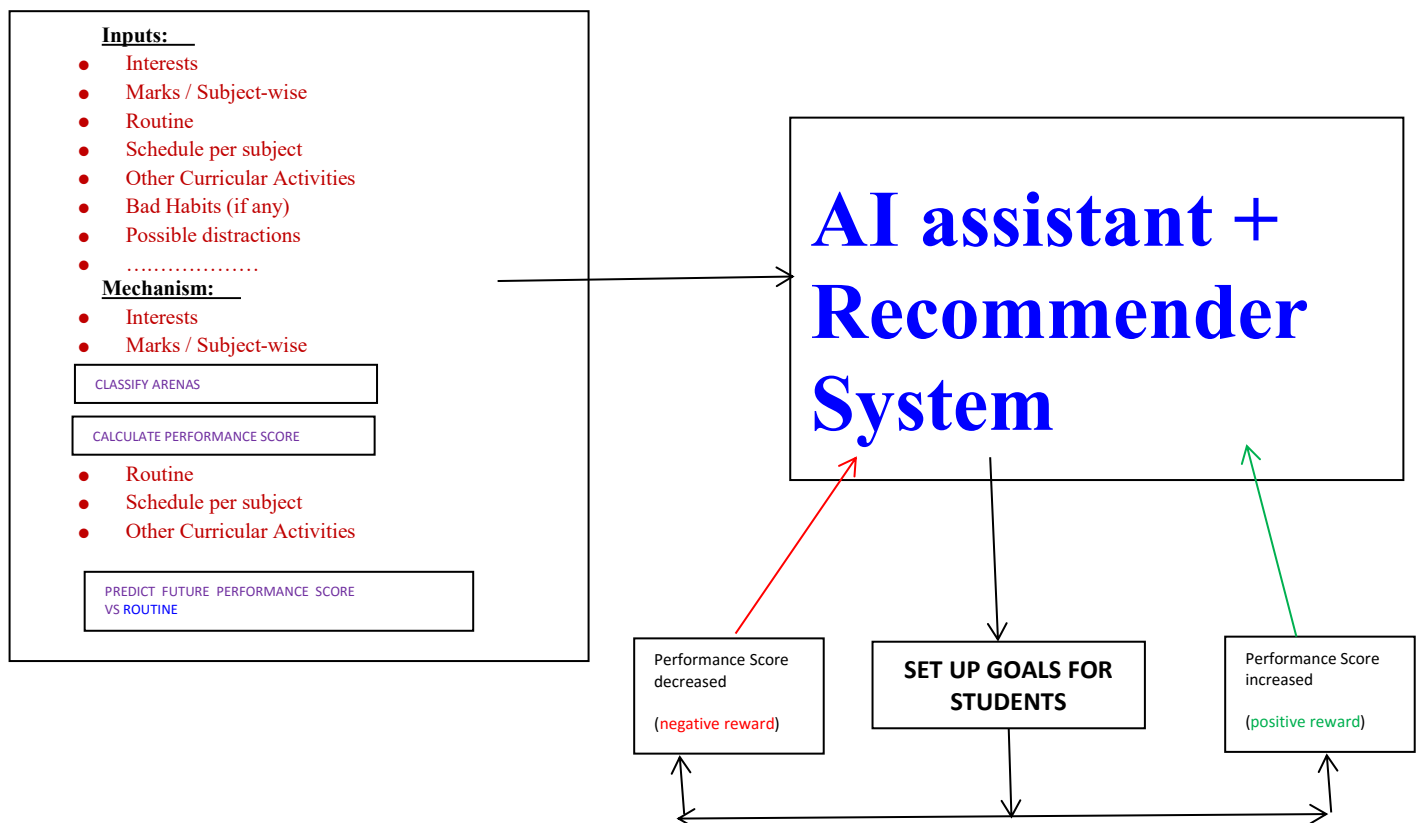 Inputs:
● Interests
● Marks / Subject-wise
● Routine
● Schedule per subject
● Other Curricular Activities
● Bad Habits (if any)
● Possible distractions
● ….……………
Mechanism:
● Interests
● Marks / Subject-wise
CLASSIFY ARENAS
CALCULATE PERFORMANCE SCORE
● Routine
● Schedule per subject
● Other Curricular Activities
PREDICT FUTURE PERFORMANCE SCORE
VS ROUTINE
AI assistant +
Recommender
System
Performance Score
decreased
(negative reward)
SET UP GOALS FOR
STUDENTS
Performance Score
increased
(positive reward)